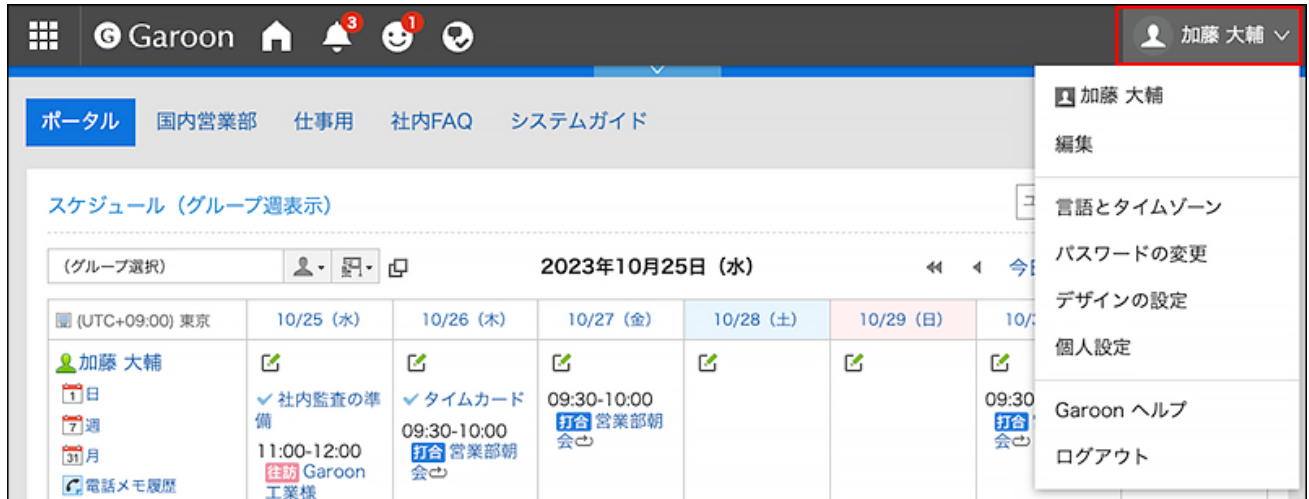 Garoon 3 1 加藤 大輔
加藤 大輔
編集
言語とタイムゾーン
パスワードの変更
デザインの設定
個人設定
Garoon ヘルプ
ログアウト
ポータル 国内営業部 仕事用 社内FAQ システムガイド
スケジュール（グループ週表示）
（グループ選択） 2023年10月25日（水）
(UTC+09:00) 東京 10/25（水） 10/26（木） 10/27（金） 10/28（土） 10/29（日）
加藤 大輔
1 日
7 週
31 月
電話メモ履歴
社内監査の準
備
11:00-12:00
往訪 Garoon
工業様
タイムカード
09:30-10:00
打合 営業部朝
会
09:30-10:00
打合 営業部朝
会
09:30
打合
会